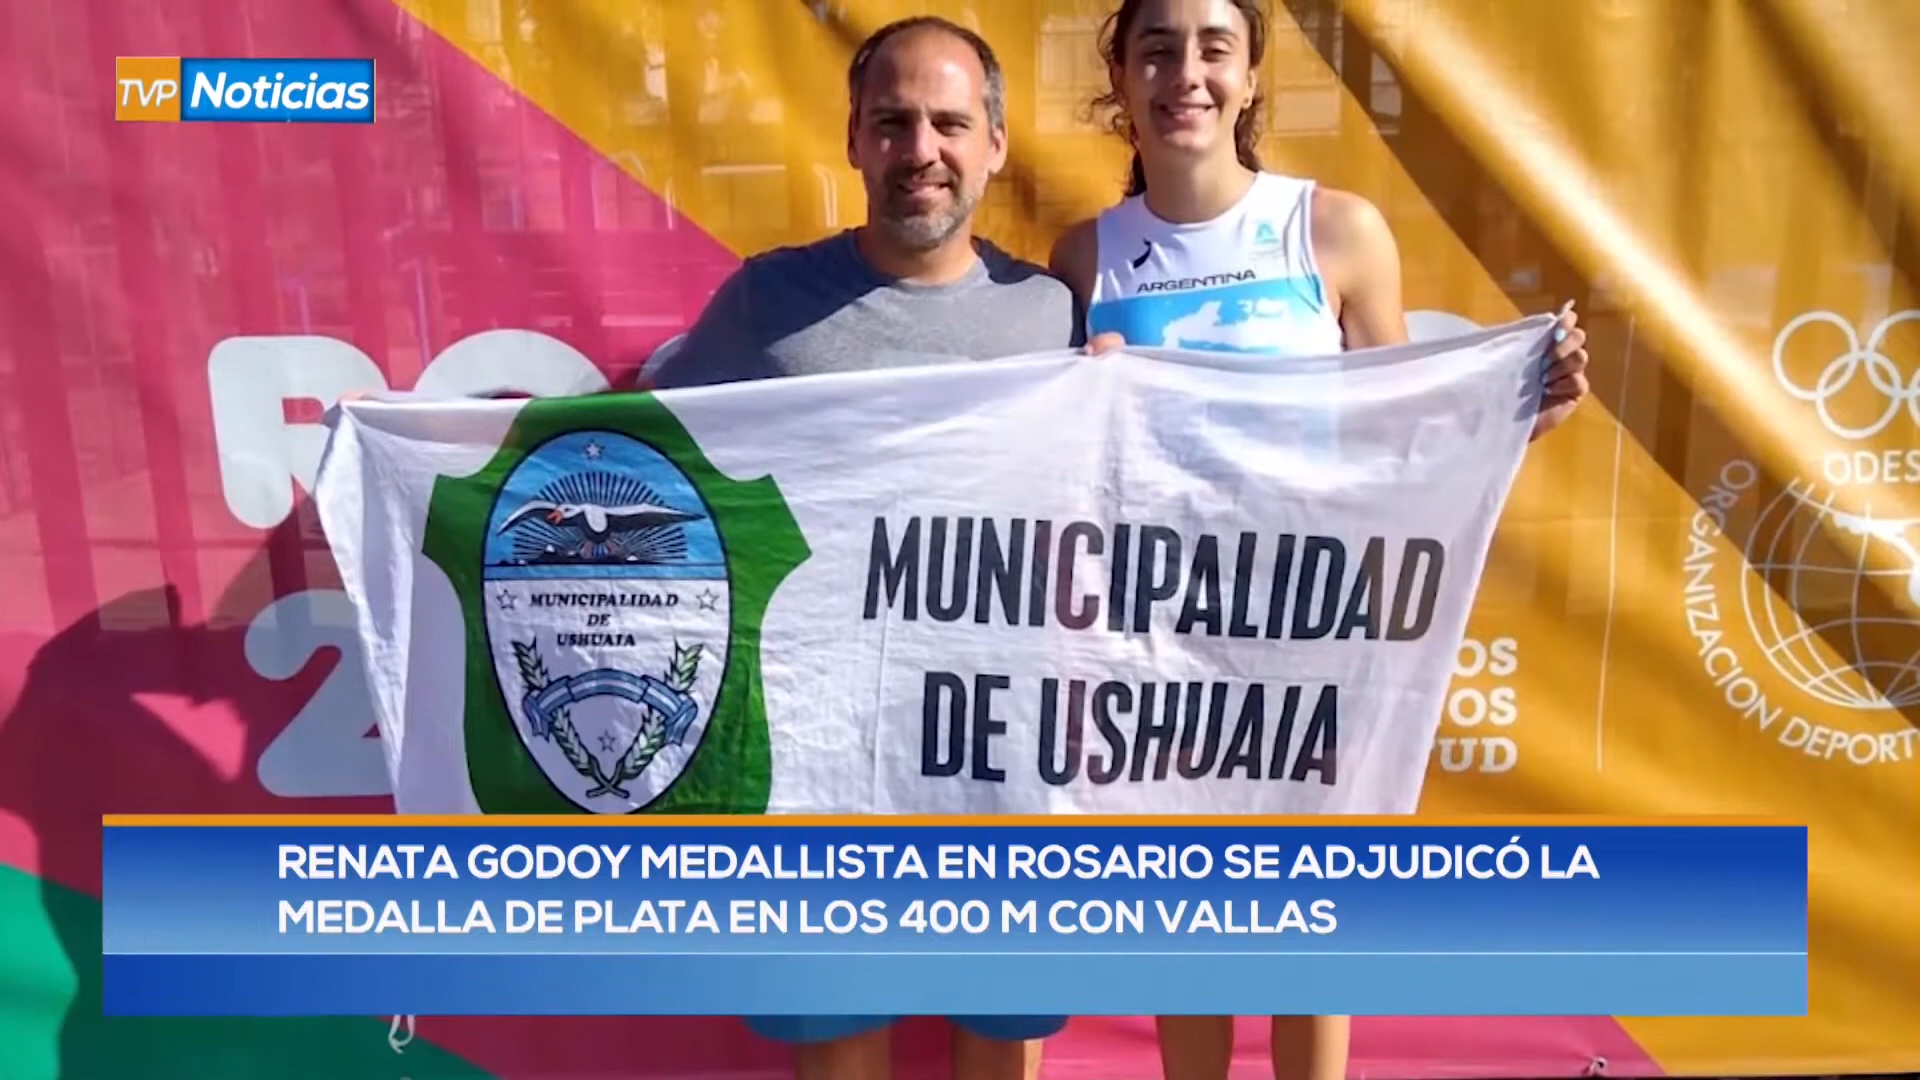 TVP Noticias
ARGENTINA
ODES
ORGANIZACION DEPORT
MUNICIPALIDAD
DE
USHUAIA
MUNICIPALIDAD
DE USHUAIA
RENATA GODOY MEDALLISTA EN ROSARIO SE ADJUDICÓ LA
MEDALLA DE PLATA EN LOS 400 M CON VALLAS